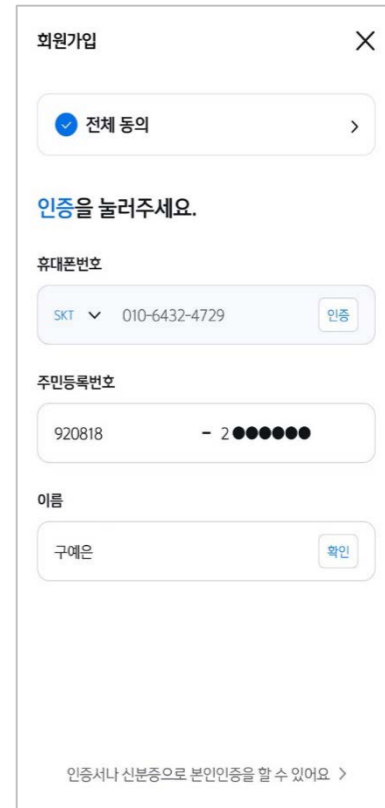 회원가입
전체 동의
인증을 눌러주세요.
휴대폰번호
SKT 010-6432-4729 인증
주민등록번호
920818 - 2●●●●●●
이름
구예은 확인
인증서나 신분증으로 본인인증을 할 수 있어요 >